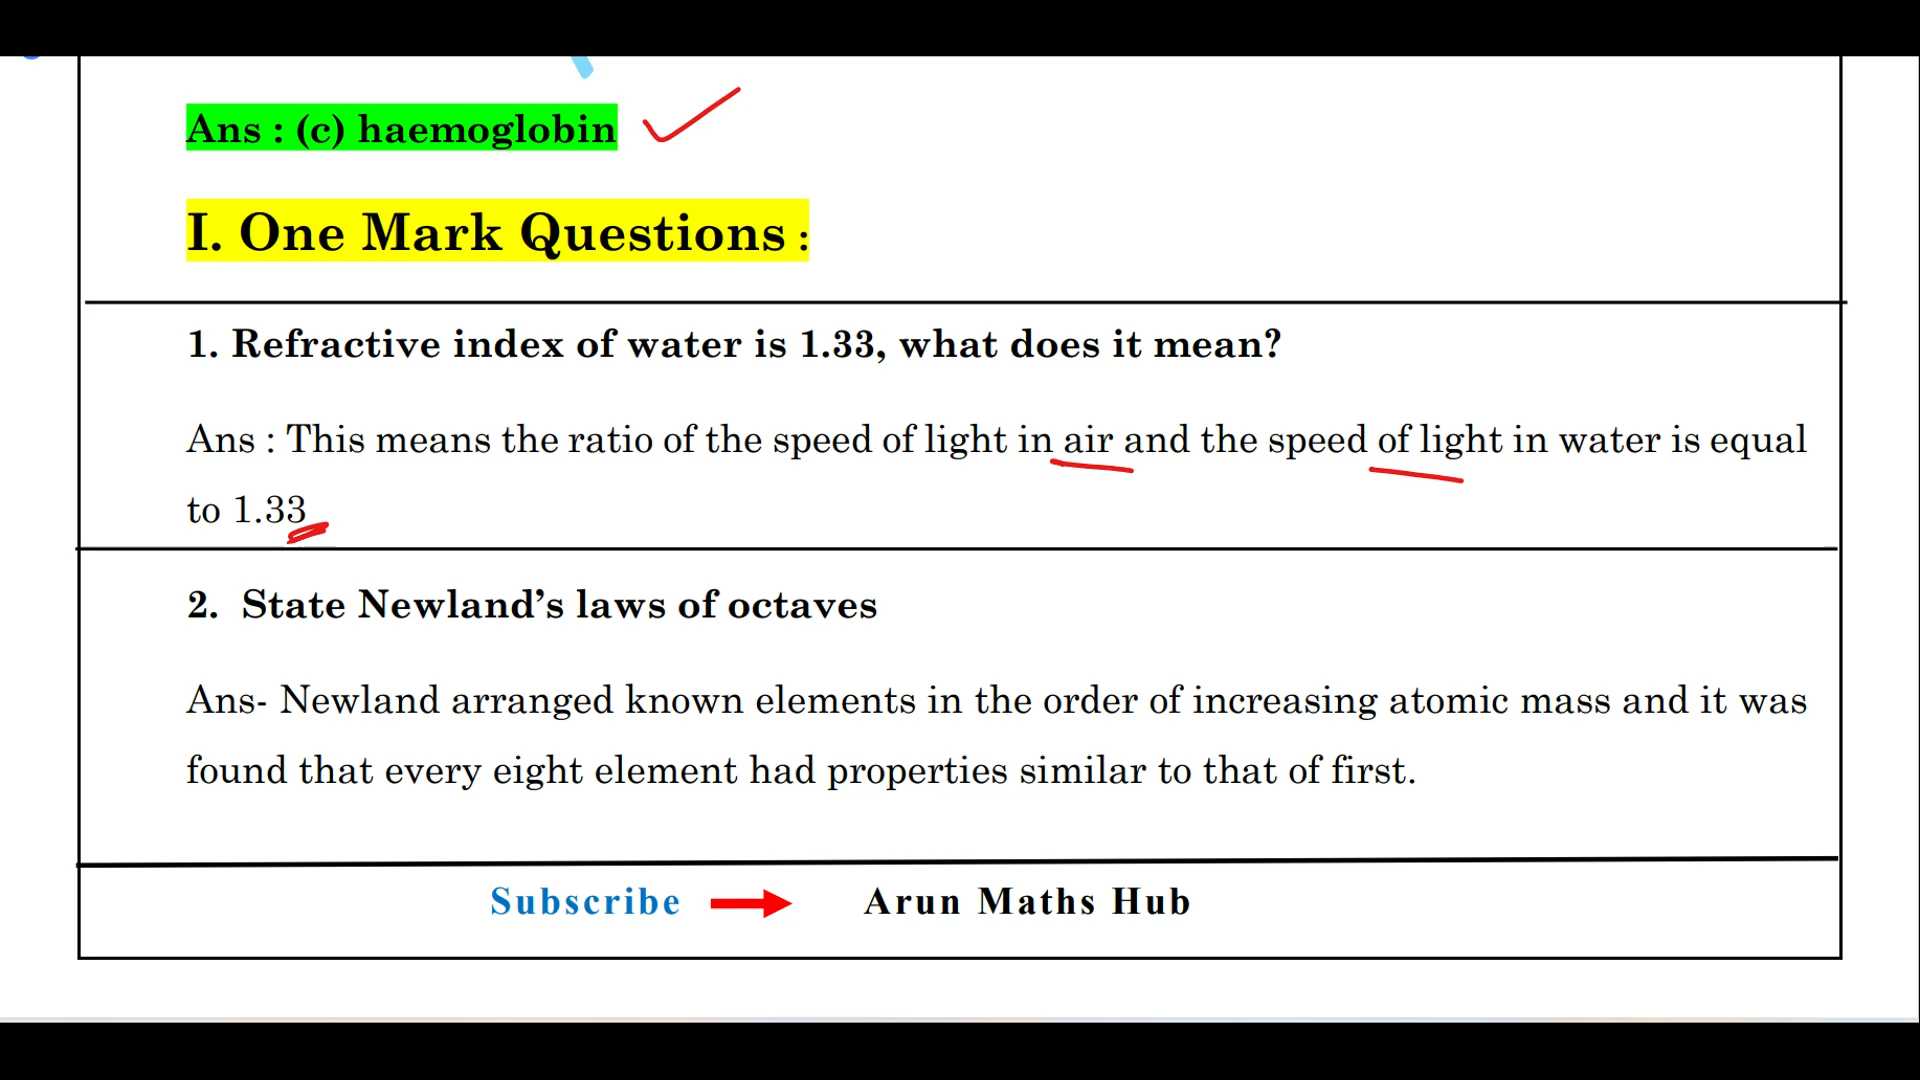 Ans : (c) haemoglobin
I. One Mark Questions :
1. Refractive index of water is 1.33, what does it mean?
Ans : This means the ratio of the speed of light in air and the speed of light in water is equal
to 1.33
2. State Newland’s laws of octaves
Ans- Newland arranged known elements in the order of increasing atomic mass and it was
found that every eight element had properties similar to that of first.
Subscribe Arun Maths Hub